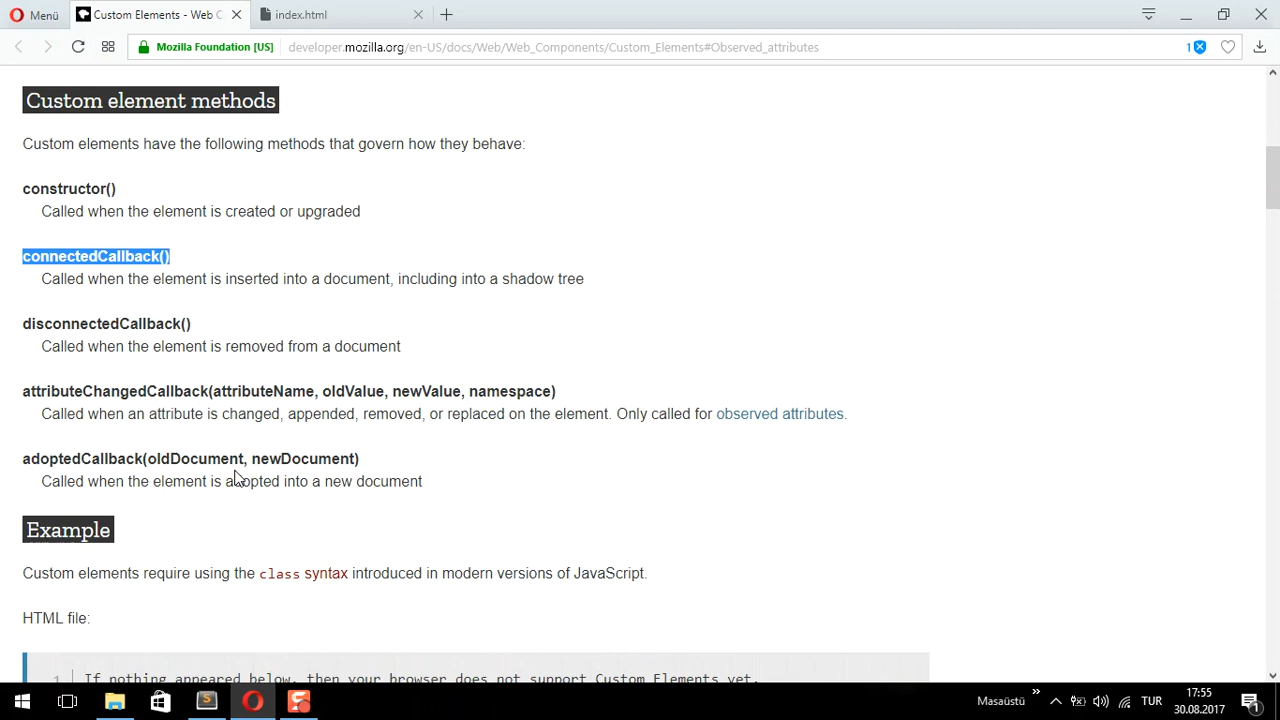 Menü
Custom Elements - Web C
index.html
Mozilla Foundation [US]
developer.mozilla.org/en-US/docs/Web/Web_Components/Custom_Elements#Observed_attributes
1
Custom element methods
Custom elements have the following methods that govern how they behave:
constructor()
Called when the element is created or upgraded
connectedCallback()
Called when the element is inserted into a document, including into a shadow tree
disconnectedCallback()
Called when the element is removed from a document
attributeChangedCallback(attributeName, oldValue, newValue, namespace)
Called when an attribute is changed, appended, removed, or replaced on the element. Only called for observed attributes.
adoptedCallback(oldDocument, newDocument)
Called when the element is adopted into a new document
Example
Custom elements require using the class syntax introduced in modern versions of JavaScript.
HTML file:
1 If nothing appeared below, then your browser does not support Custom Elements yet.
Masaüstü
TUR
17:55
30.08.2017
1